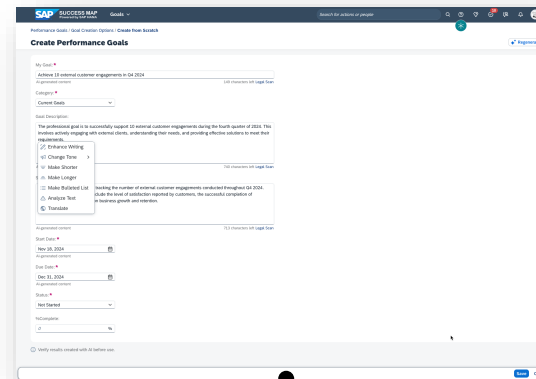 SAP SUCCESS MAP Goals
Powered by SAP HANA
Search for actions or people
Performance Goals / Goal Creation Options / Create from Scratch
Create Performance Goals
Regenera
My Goal:*
Achieve 10 external customer engagements in Q4 2024
AI-generated content
characters left Legal Scan
Category:*
Current Goals
Goal Description:
The professional goal is to successfully support 10 external customer engagements during the fourth quarter of 2024. This
involves actively engaging with external clients, understanding their needs, and providing effective solutions to meet their
requirements.
Enhance Writing
Change Tone
Make Shorter
characters left Legal Scan
Make Longer
Make Bulleted List
tracking the number of external customer engagements conducted throughout Q4 2024.
clude the level of satisfaction reported by customers, the successful completion of
Analyze Text
n business growth and retention.
Translate
AI-generated content
characters left Legal Scan
Start Date:*
Nov 18, 2024
AI-generated content
Due Date:*
Dec 31, 2024
AI-generated content
Status:*
Not Started
%Complete:
0 %
Verify results created with AI before use.
Save